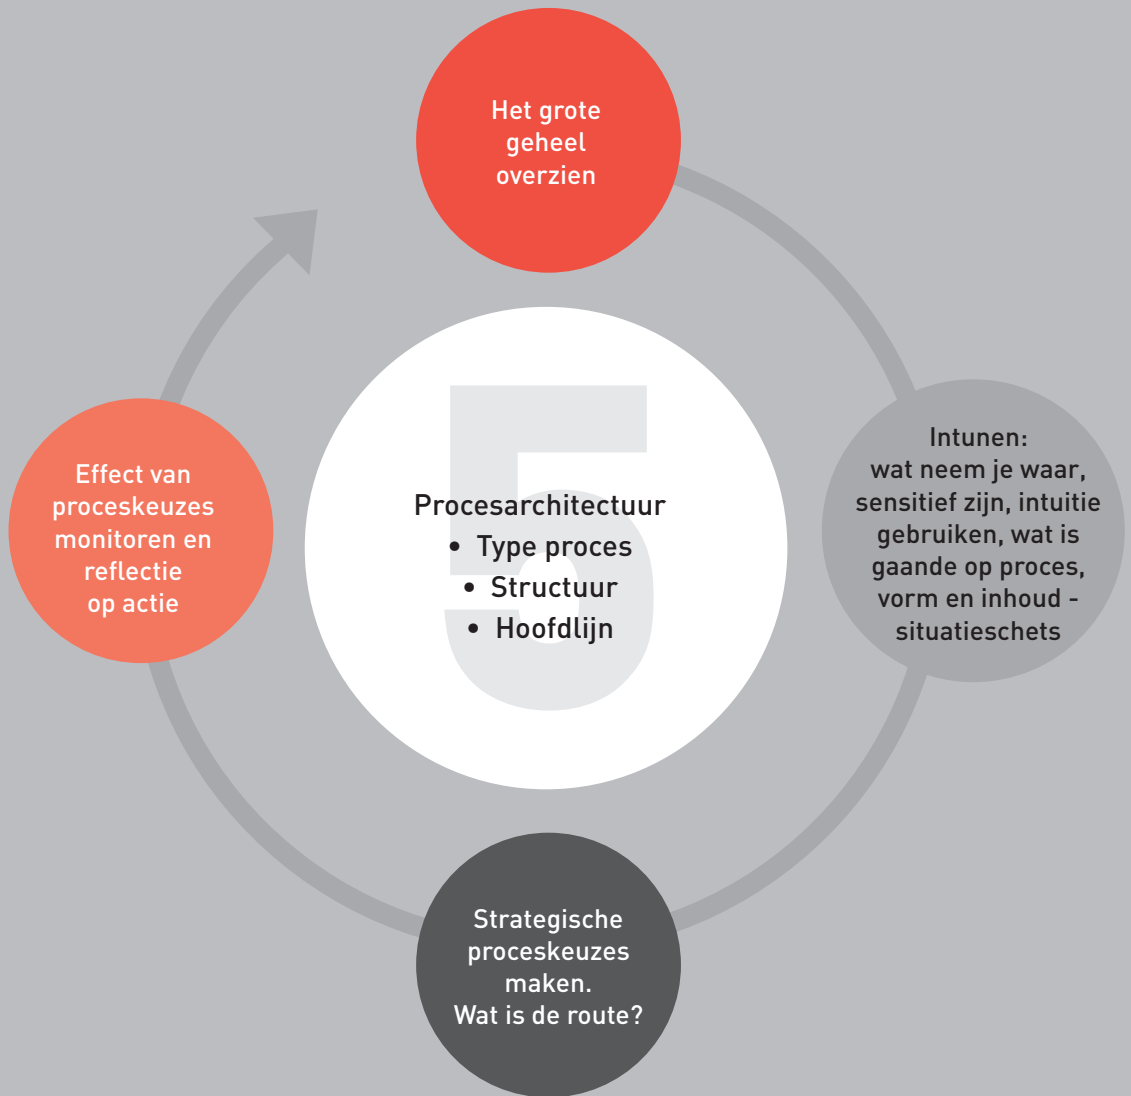 Het grote
geheel
overzien
Intunen:
wat neem je waar,
sensitief zijn, intuitie
gebruiken, wat is
gaande op proces,
vorm en inhoud -
situatieschets
Strategische
proceskeuzes
maken.
Wat is de route?
Effect van
proceskeuzes
monitoren en
reflectie
op actie
5
Procesarchitectuur
• Type proces
• Structuur
• Hoofdlijn